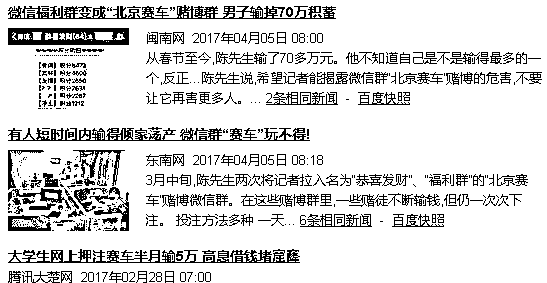 微信福利群变成“北京赛车”赌博群 男子输掉70万积蓄
闽南网 2017年04月05日 08:00
从春节至今,陈先生输了70多万元。他不知道自己是不是输得最多的一
个,反正…陈先生说,希望记者能揭露微信群“北京赛车”赌博的危害,不要
让它再害更多人。... 2条相同新闻 - 百度快照
有人短时间内输得倾家荡产 微信群“赛车”玩不得!
东南网 2017年04月05日 08:18
3月中旬,陈先生两次将记者拉入名为“恭喜发财”、“福利群”的“北京赛
车”赌博微信群。在这些赌博群里,一些赌徒不断输钱,但仍一次次下
注。 投注方法多种 一天... 6条相同新闻 - 百度快照
大学生网上押注赛车半月输5万 高息借钱堵窟窿
腾讯大楚网 2017年02月28日 07:00